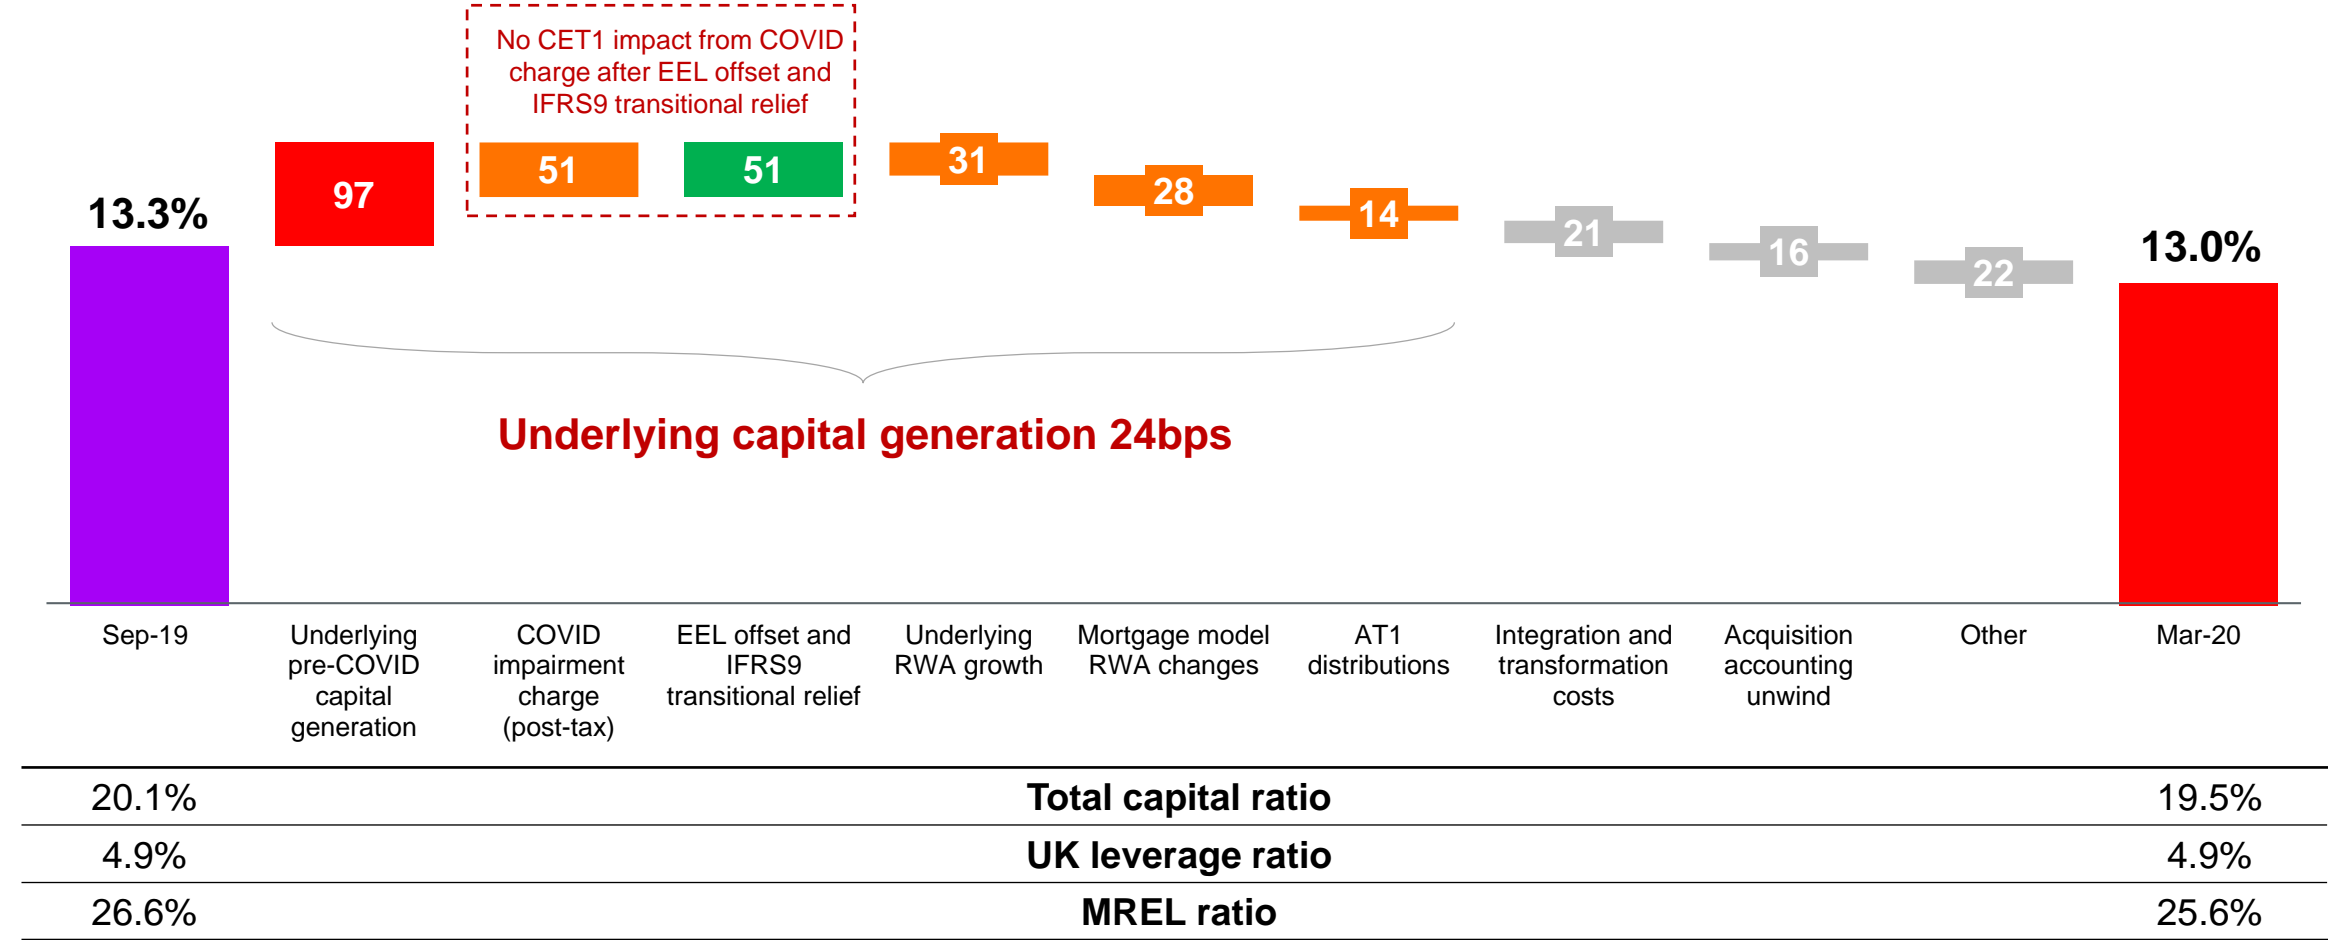 No CET1 impact from COVID
charge after EEL offset and
IFRS9 transitional relief
13.3%
97
51
51
31
28
14
21
16
22
13.0%
Underlying capital generation 24bps
Sep-19
Underlying
pre-COVID
capital
generation
COVID
impairment
charge
(post-tax)
EEL offset and
IFRS9
transitional relief
Underlying
RWA growth
Mortgage model
RWA changes
AT1
distributions
Integration and
transformation
costs
Acquisition
accounting
unwind
Other
Mar-20
20.1% Total capital ratio 19.5%
4.9% UK leverage ratio 4.9%
26.6% MREL ratio 25.6%